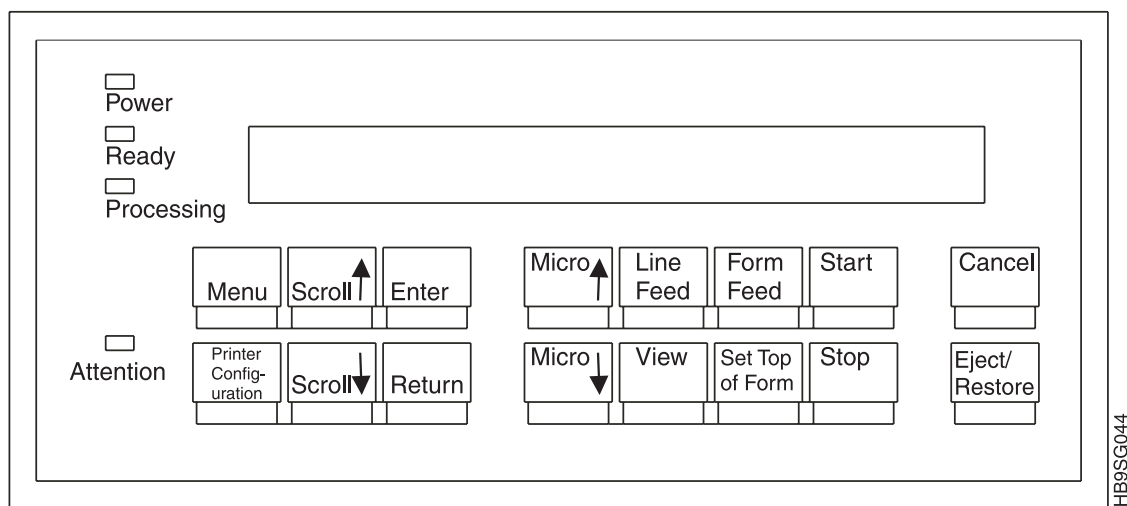 Power
Ready
Processing
Menu
Scroll
Enter
Micro
Line
Feed
Form
Feed
Start
Cancel
Attention
Printer
Config-
uration
Scroll
Return
Micro
View
Set Top
of Form
Stop
Eject/
Restore
HB9SG044